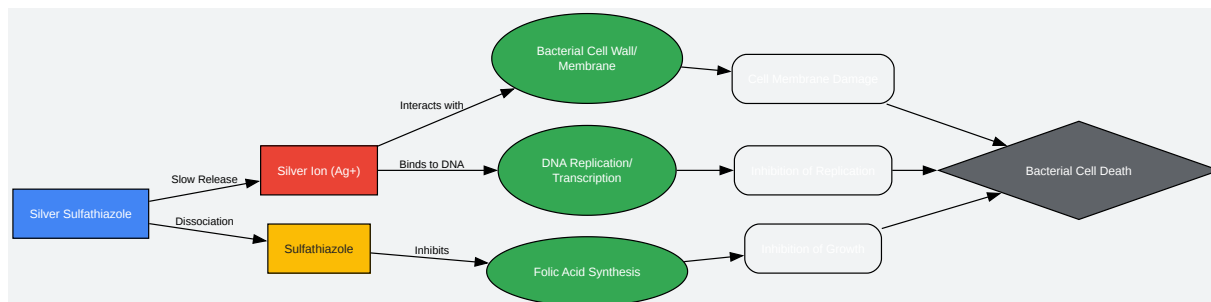 Bacterial Cell Wall/
Membrane
Cell Membrane Damage
Interacts with
Binds to DNA
DNA Replication/
Transcription
Inhibition of Replication
Silver Ion (Ag+)
Bacterial Cell Death
Slow Release
Silver Sulfathiazole
Dissociation
Sulfathiazole
Inhibits
Folic Acid Synthesis
Inhibition of Growth